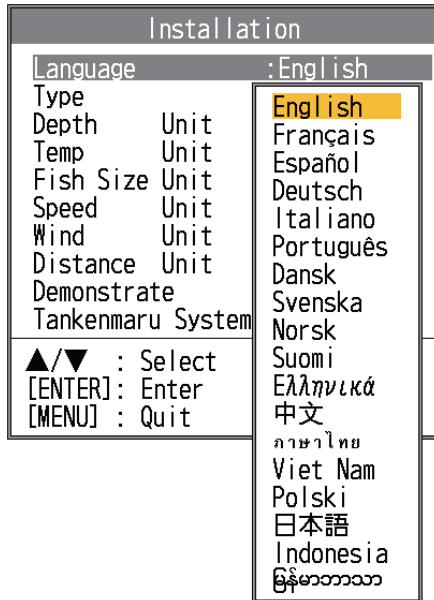 Installation
Language :English
Type
Depth Unit
Temp Unit
Fish Size Unit
Speed Unit
Wind Unit
Distance Unit
Demonstrate
Tankenmaru System
▲/▼ : Select
[ENTER]: Enter
[MENU] : Quit
English
Français
Español
Deutsch
Italiano
Português
Dansk
Svenska
Norsk
Suomi
Ελληνικά
中文
ภาษาไทย
Viet Nam
Polski
日本語
Indonesia
မြန်မာဘာသာ